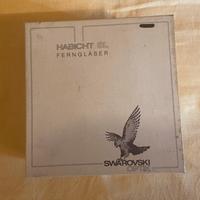 HABICHT SL
FERNGLÄSER
SWAROVSKI
OPTIK